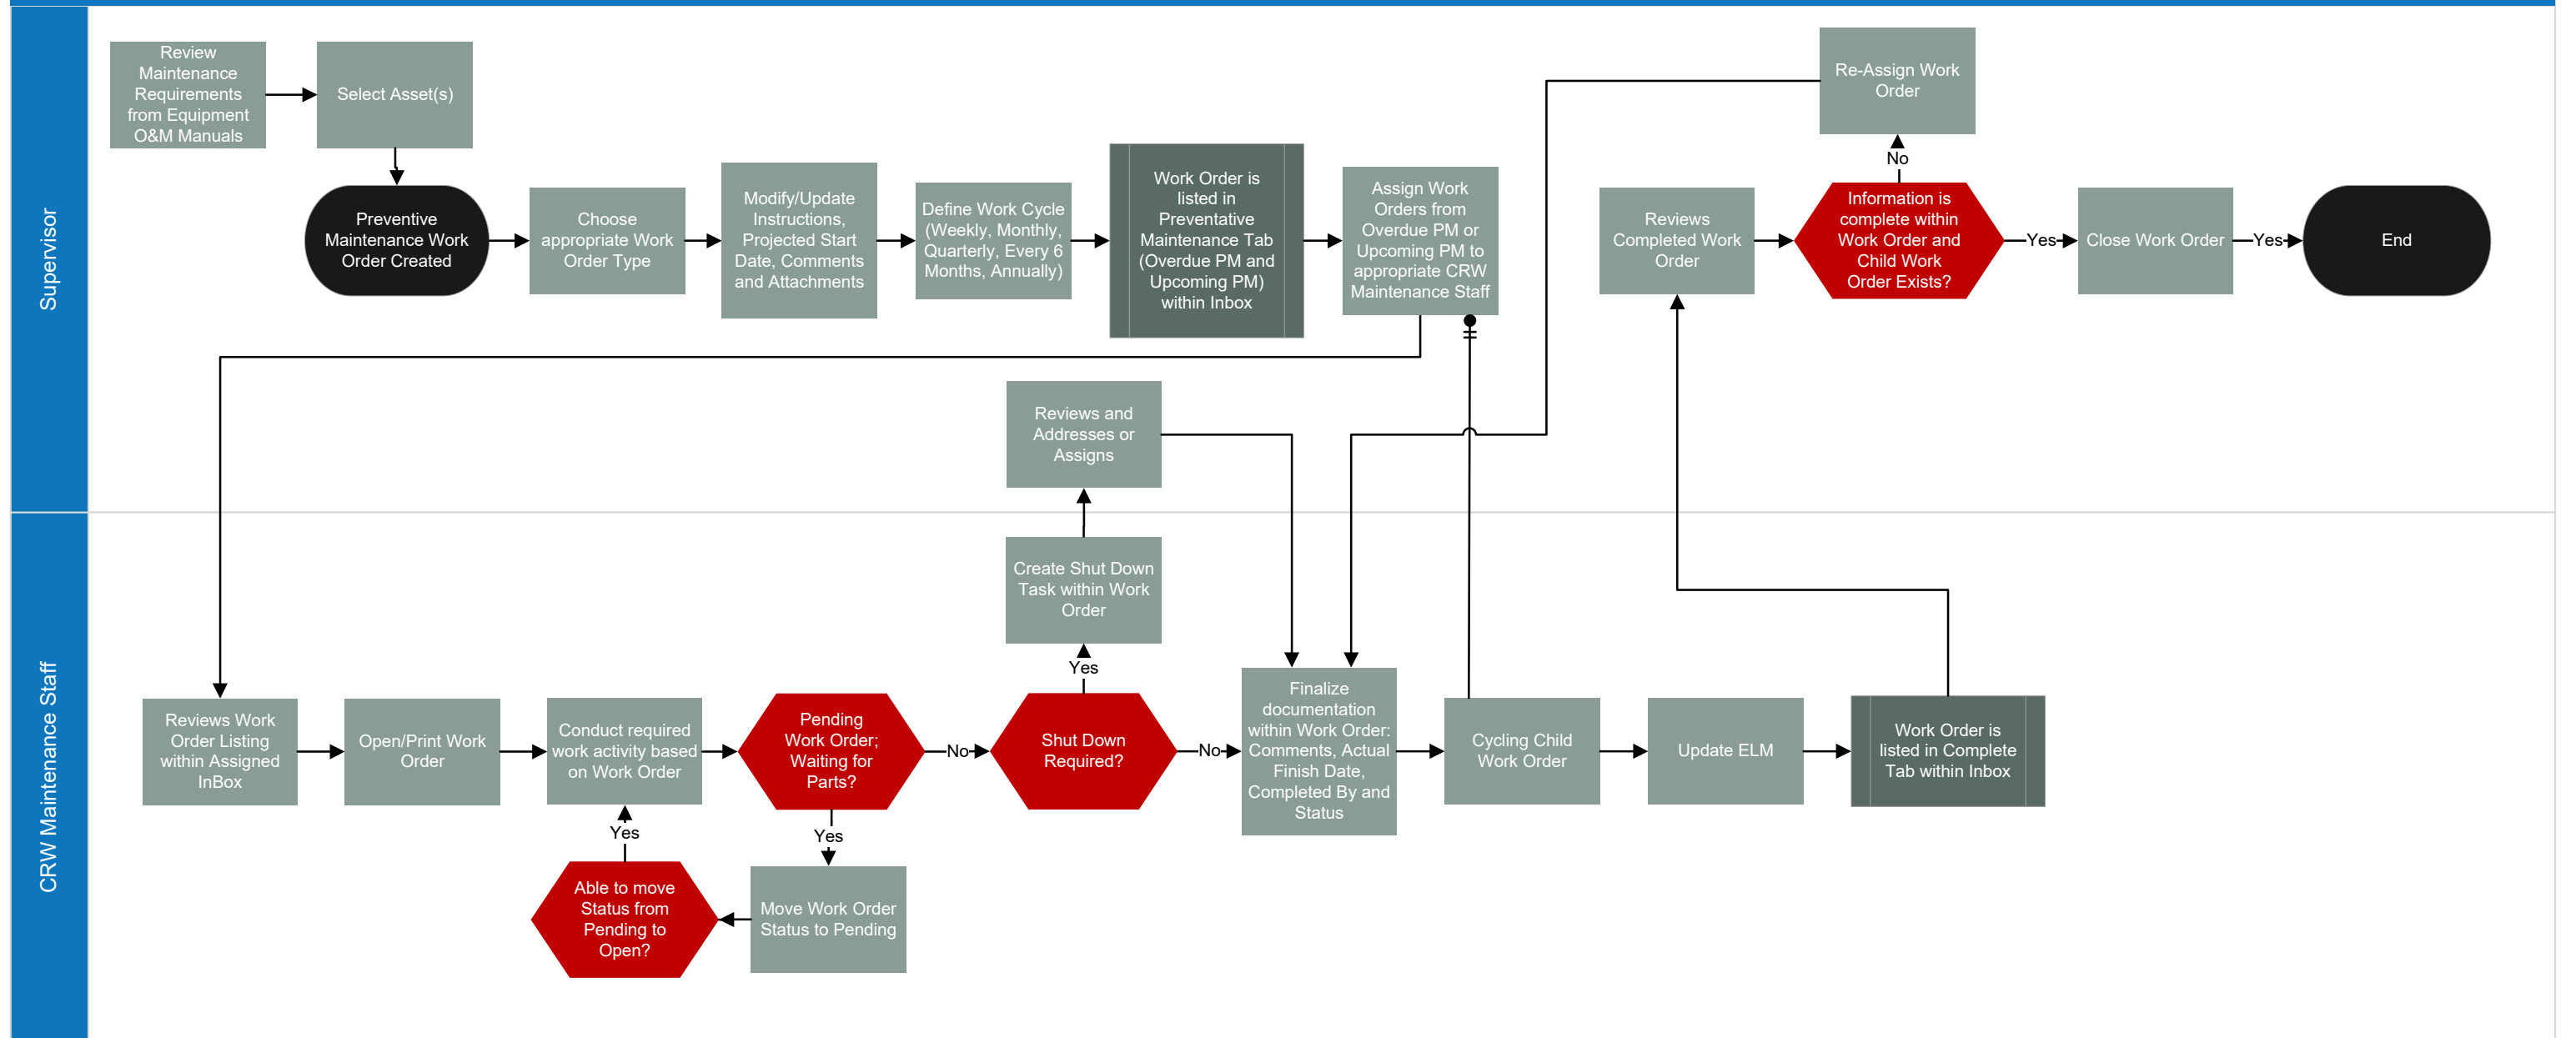 Supervisor
Review
Maintenance
Requirements
from Equipment
O&M Manuals
Select Asset(s)
Preventive
Maintenance Work
Order Created
Choose
appropriate Work
Order Type
Modify/Update
Instructions,
Projected Start
Date, Comments
and Attachments
Define Work Cycle
(Weekly, Monthly,
Quarterly, Every 6
Months, Annually)
Work Order is
listed in
Preventative
Maintenance Tab
(Overdue PM and
Upcoming PM)
within Inbox
Assign Work
Orders from
Overdue PM or
Upcoming PM to
appropriate CRW
Maintenance Staff
Re-Assign Work
Order
No
Reviews
Completed Work
Order
Information is
complete within
Work Order and
Child Work
Order Exists?
Yes
Close Work Order
Yes
End
Reviews and
Addresses or
Assigns
CRW Maintenance Staff
Create Shut Down
Task within Work
Order
Yes
Reviews Work
Order Listing
within Assigned
InBox
Open/Print Work
Order
Conduct required
work activity based
on Work Order
Pending
Work Order;
Waiting for
Parts?
No
Shut Down
Required?
No
Finalize
documentation
within Work Order:
Comments, Actual
Finish Date,
Completed By and
Status
Cycling Child
Work Order
Update ELM
Work Order is
listed in Complete
Tab within Inbox
Yes
Yes
Able to move
Status from
Pending to
Open?
Move Work Order
Status to Pending